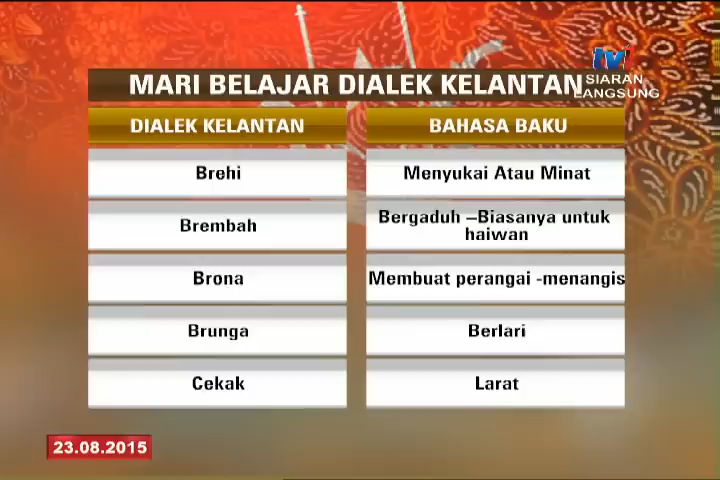 MARI BELAJAR DIALEK KELANTAN
tv1
SIARAN
LANGSUNG
DIALEK KELANTAN
BAHASA BAKU
Brehi
Menyukai Atau Minat
Brembah
Bergaduh –Biasanya untuk
haiwan
Brona
Membuat perangai -menangis
Brunga
Berlari
Cekak
Larat
23.08.2015